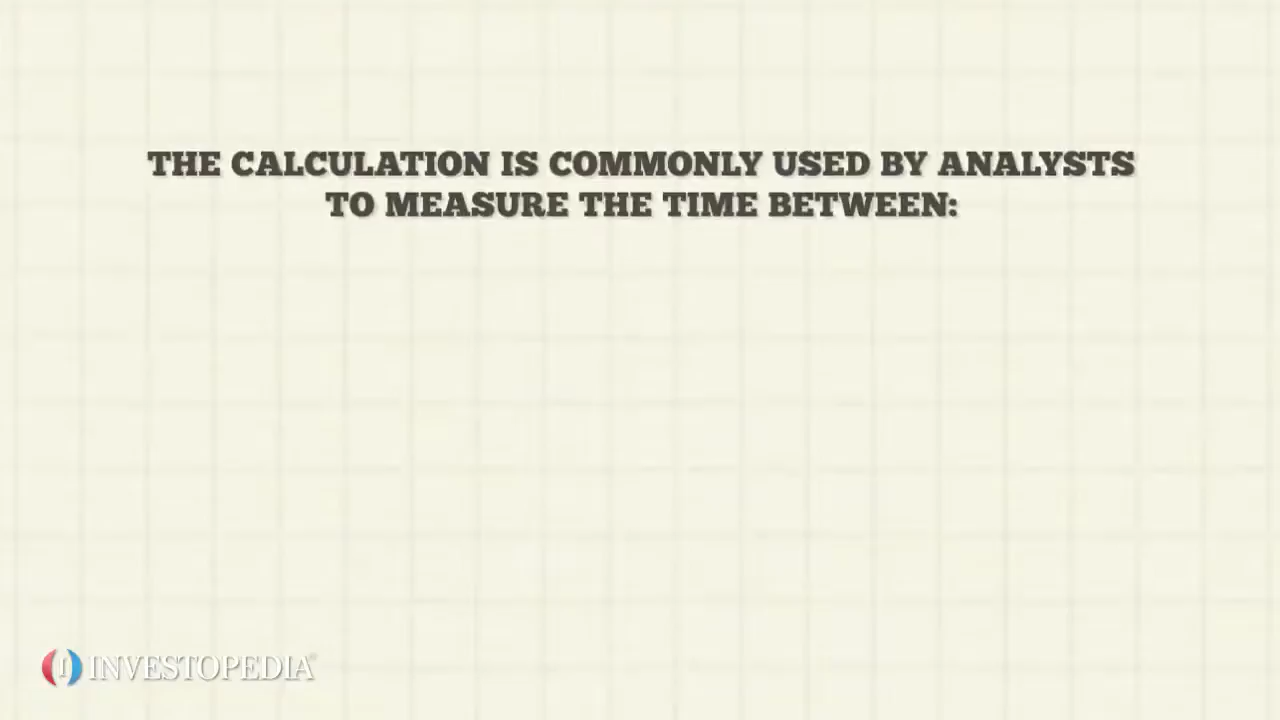 THE CALCULATION IS COMMONLY USED BY ANALYSTS
TO MEASURE THE TIME BETWEEN:
INVESTOPEDIA